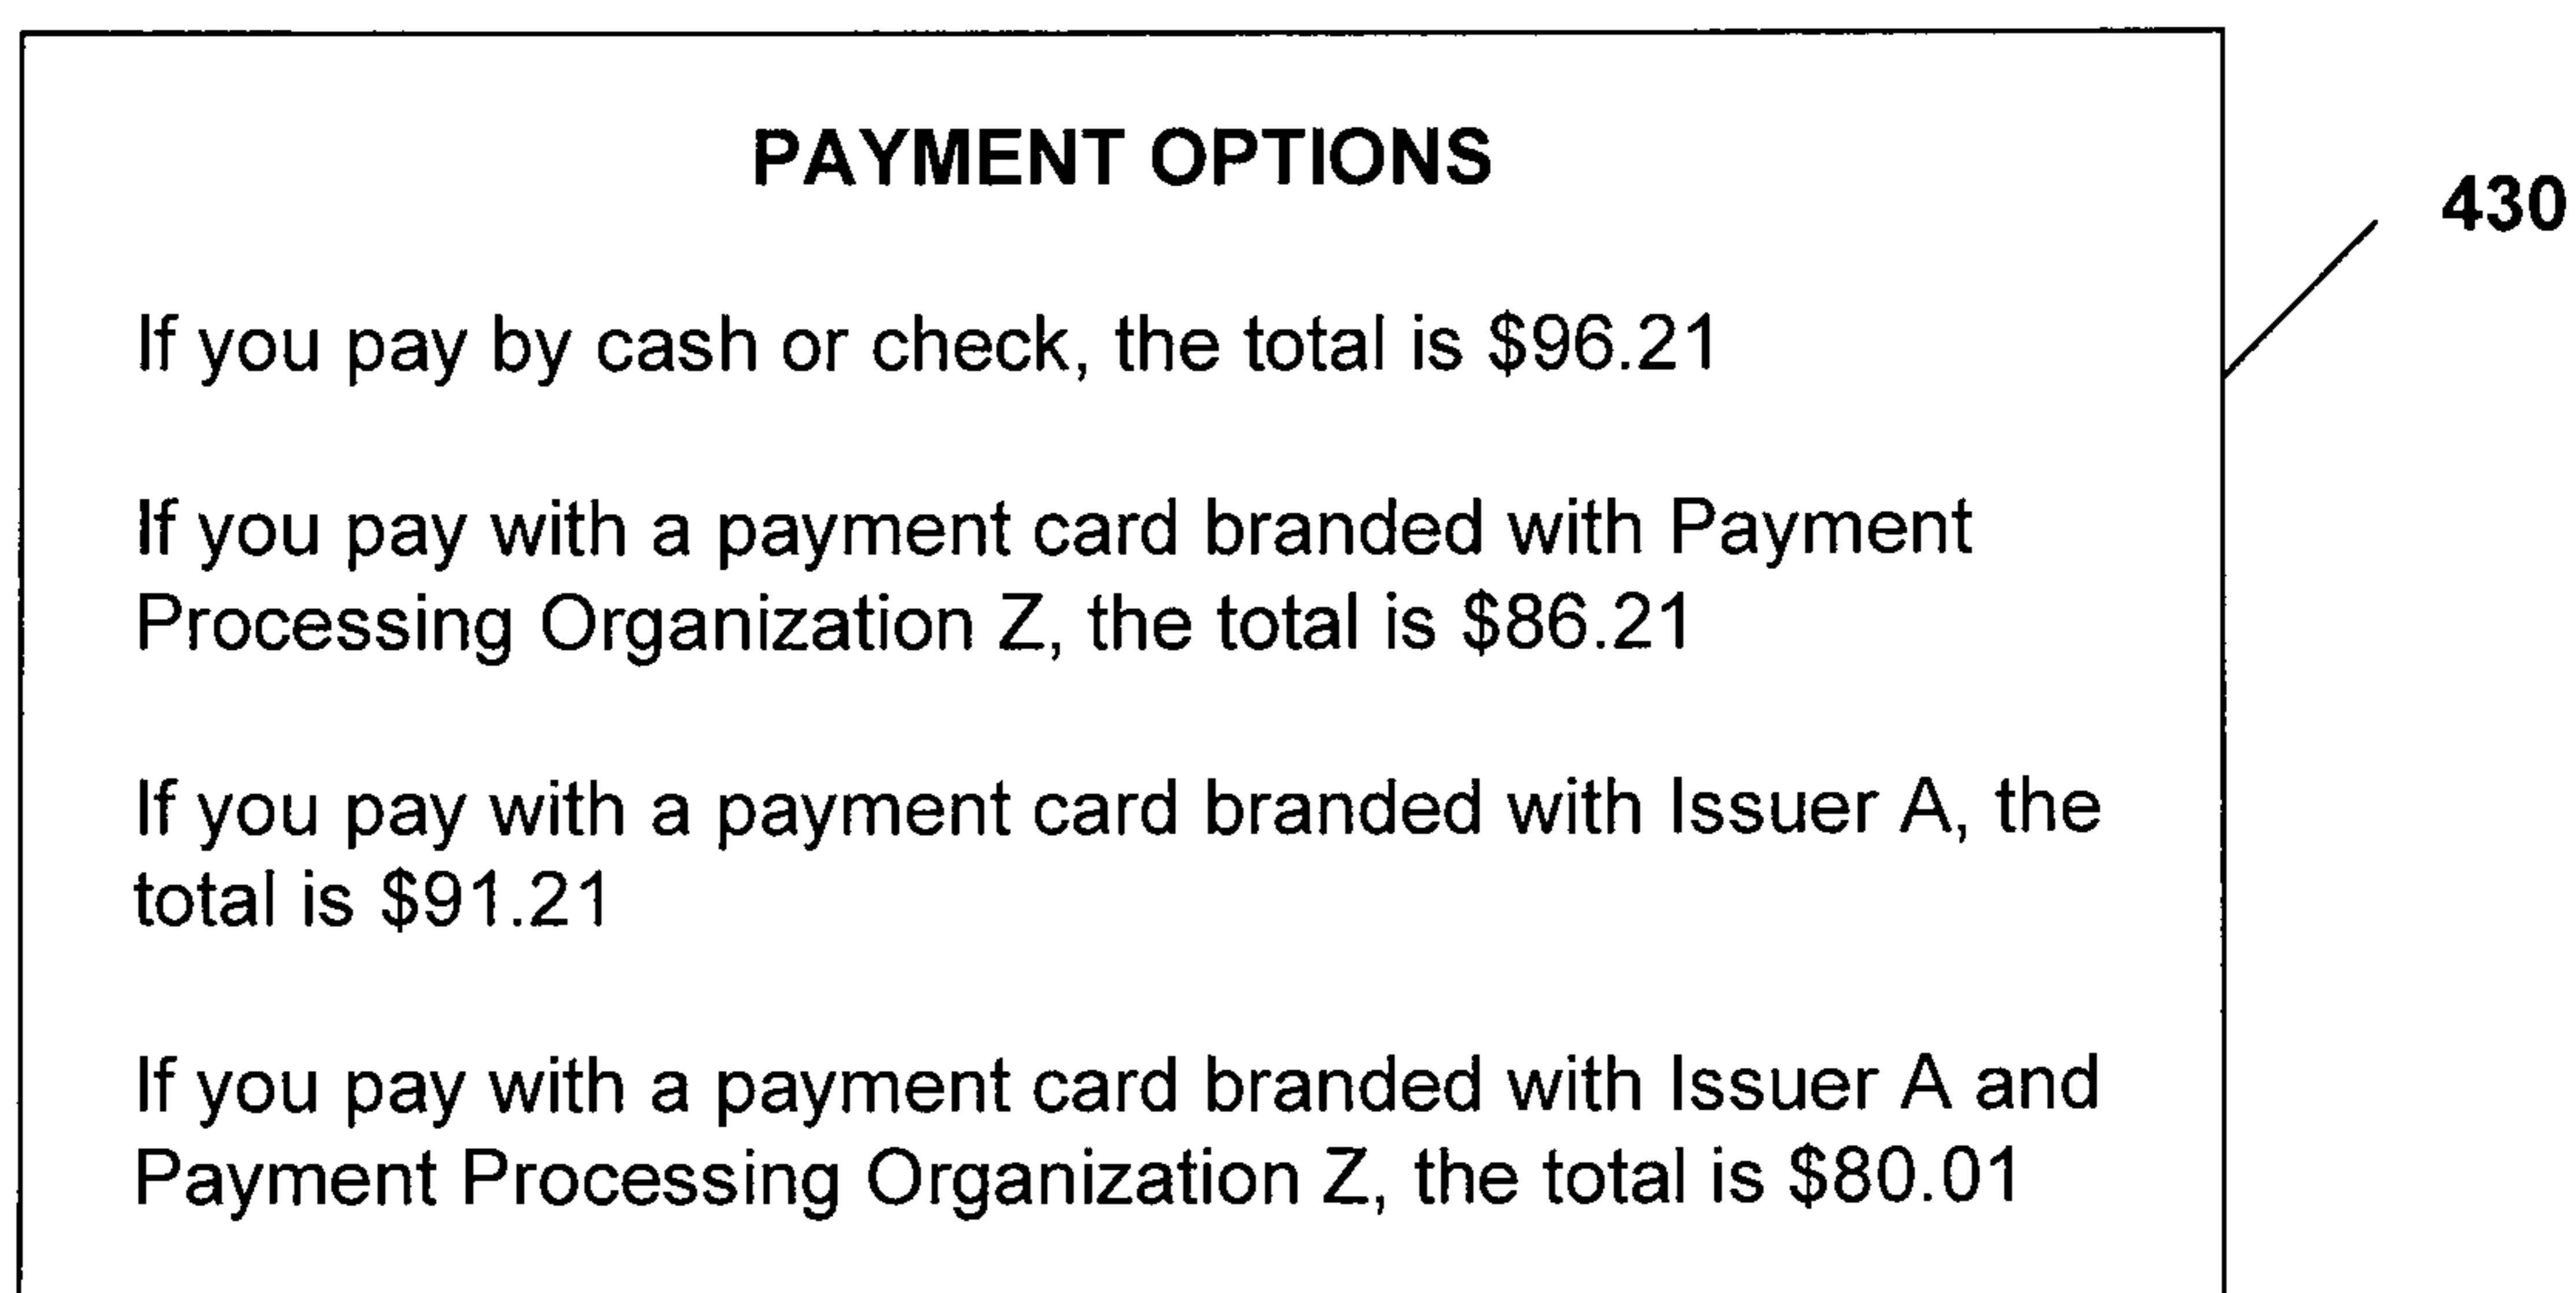 PAYMENT OPTIONS
430
If you pay by cash or check, the total is $96.21
If you pay with a payment card branded with Payment
Processing Organization Z, the total is $86.21
If you pay with a payment card branded with Issuer A, the
total is $91.21
If you pay with a payment card branded with Issuer A and
Payment Processing Organization Z, the total is $80.01